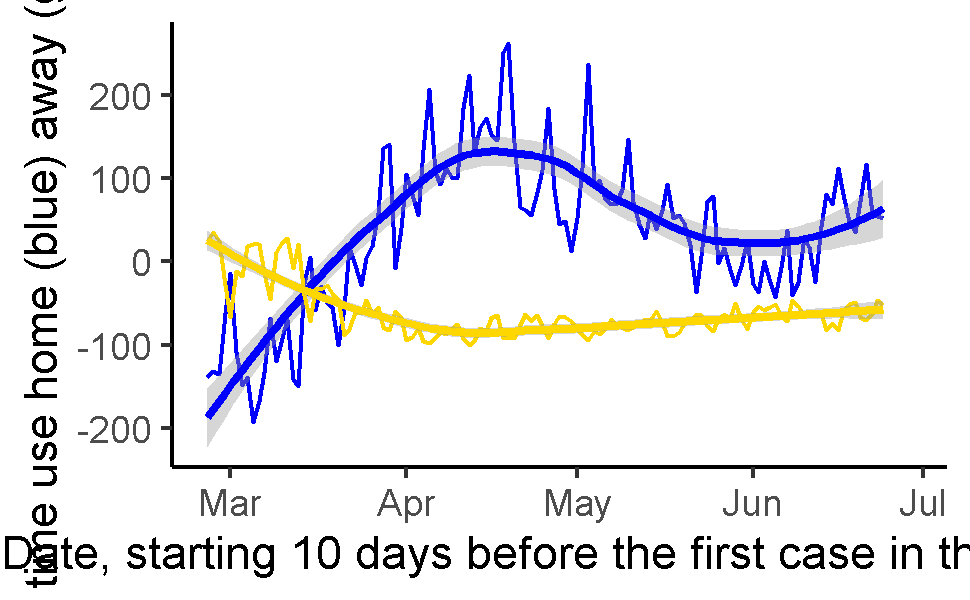 time use home (blue) away (
200
100
0
-100
-200
Mar Apr May Jun Jul
Date, starting 10 days before the first case in th